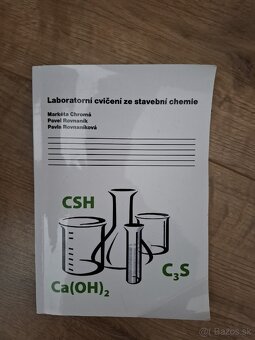 Laboratorní cvičení ze stavební chemie
Markéta Chromá
Pavel Rovnaník
Pavla Rovnaníková
CSH
C₃S
Ca(OH)₂
bazos.sk